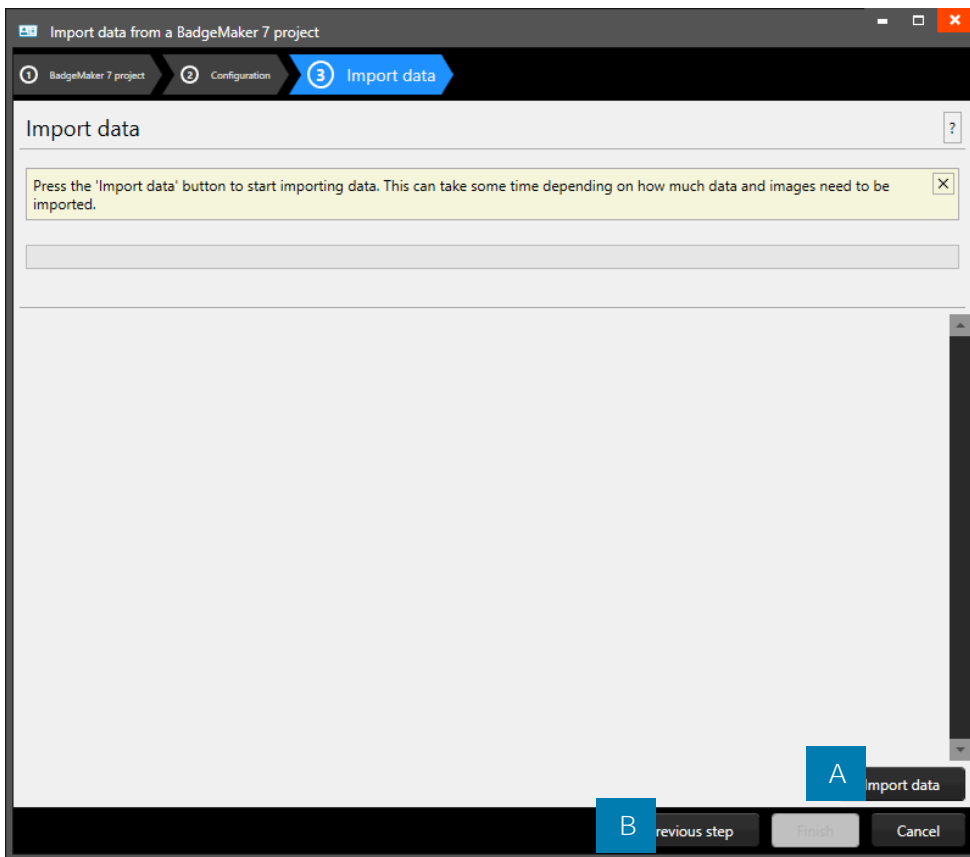 Import data from a BadgeMaker 7 project
1 BadgeMaker 7 project 2 Configuration 3 Import data
Import data ?
Press the 'Import data' button to start importing data. This can take some time depending on how much data and images need to be
imported.
A Import data
B revious step Finish Cancel